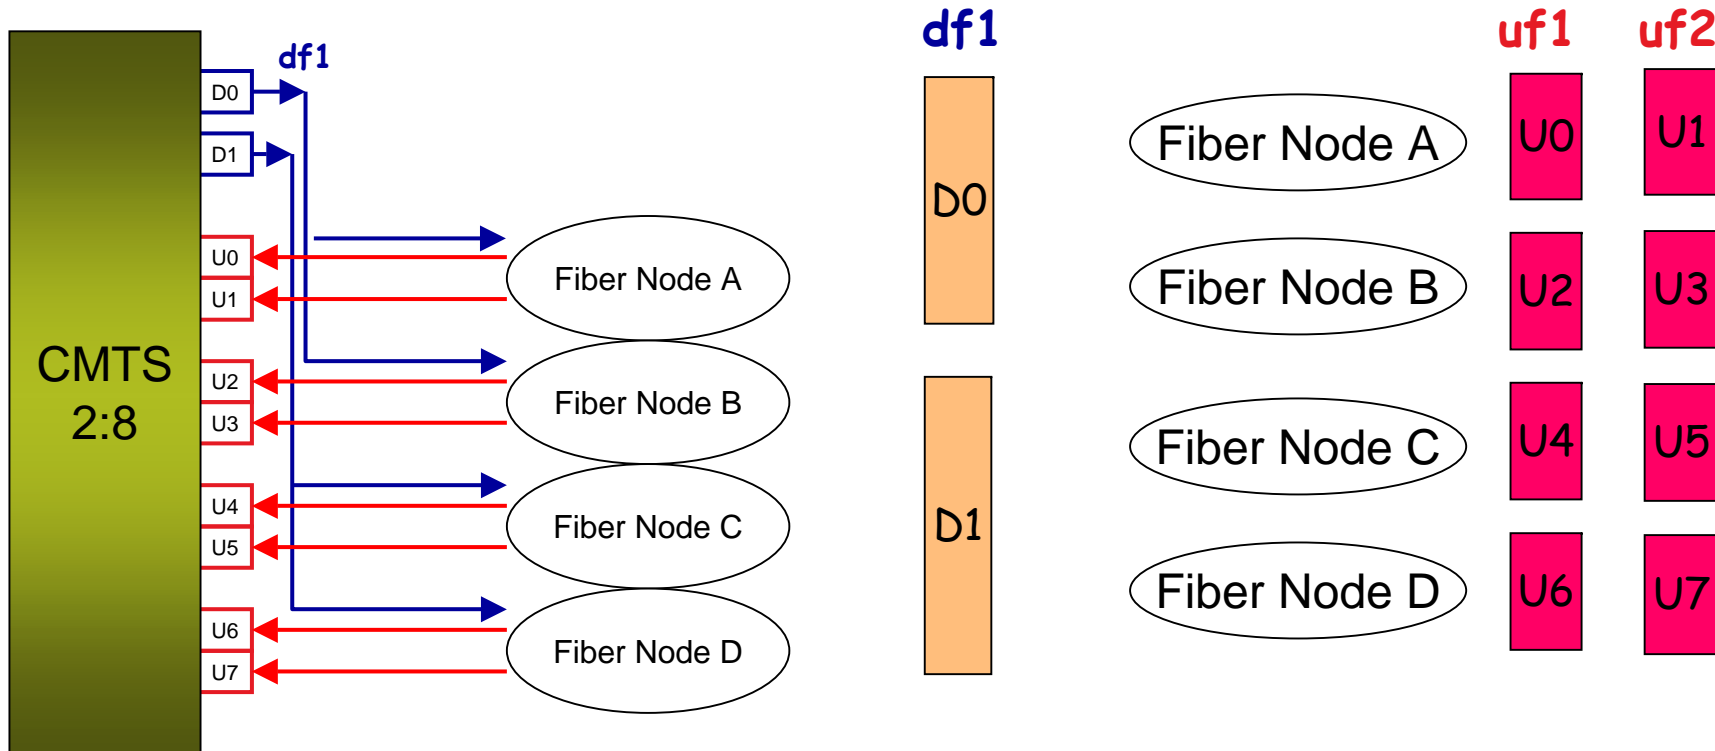 df1
D0
D1
U0
U1
CMTS
2:8
U2
U3
U4
U5
U6
U7
Fiber Node A
Fiber Node B
Fiber Node C
Fiber Node D
df1
D0
D1
uf1 uf2
Fiber Node A U0 U1
Fiber Node B U2 U3
Fiber Node C U4 U5
Fiber Node D U6 U7